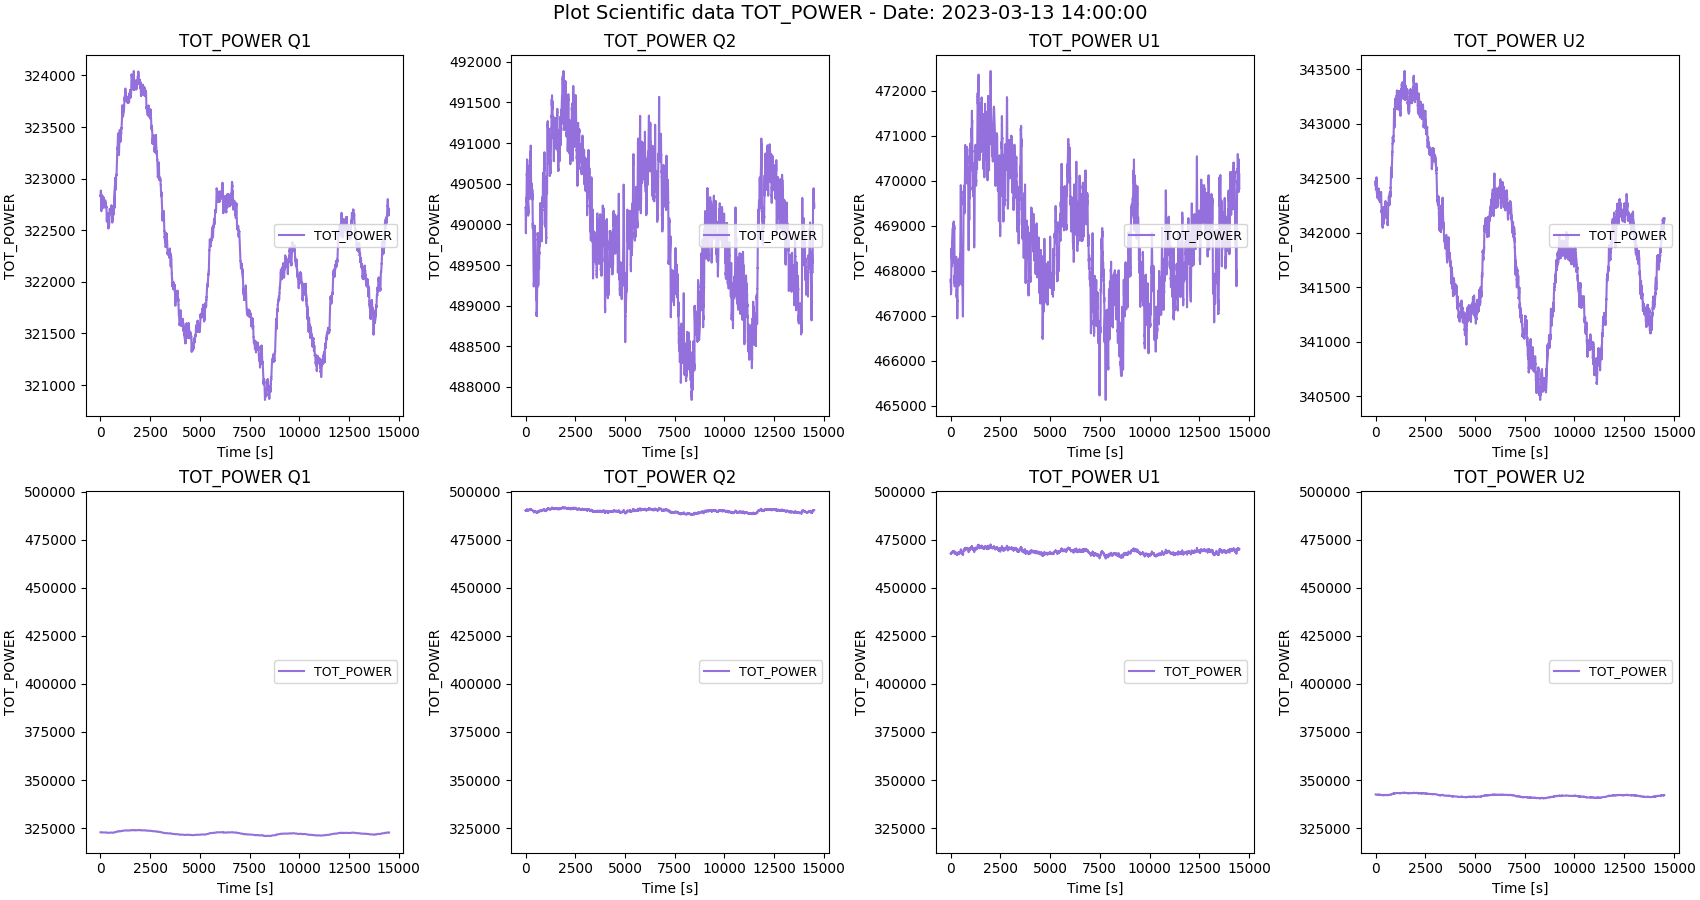 Plot Scientific data TOT_POWER - Date: 2023-03-13 14:00:00
TOT_POWER Q1
TOT_POWER
324000
323500
323000
322500
322000
321500
321000
TOT_POWER
0 2500 5000 7500 10000 12500 15000
Time [s]
TOT_POWER Q2
TOT_POWER
492000
491500
491000
490500
490000
489500
489000
488500
488000
TOT_POWER
0 2500 5000 7500 10000 12500 15000
Time [s]
TOT_POWER U1
TOT_POWER
472000
471000
470000
469000
468000
467000
466000
465000
TOT_POWER
0 2500 5000 7500 10000 12500 15000
Time [s]
TOT_POWER U2
TOT_POWER
343500
343000
342500
342000
341500
341000
340500
TOT_POWER
0 2500 5000 7500 10000 12500 15000
Time [s]
TOT_POWER Q1
TOT_POWER
500000
475000
450000
425000
400000
375000
350000
325000
TOT_POWER
0 2500 5000 7500 10000 12500 15000
Time [s]
TOT_POWER Q2
TOT_POWER
500000
475000
450000
425000
400000
375000
350000
325000
TOT_POWER
0 2500 5000 7500 10000 12500 15000
Time [s]
TOT_POWER U1
TOT_POWER
500000
475000
450000
425000
400000
375000
350000
325000
TOT_POWER
0 2500 5000 7500 10000 12500 15000
Time [s]
TOT_POWER U2
TOT_POWER
500000
475000
450000
425000
400000
375000
350000
325000
TOT_POWER
0 2500 5000 7500 10000 12500 15000
Time [s]